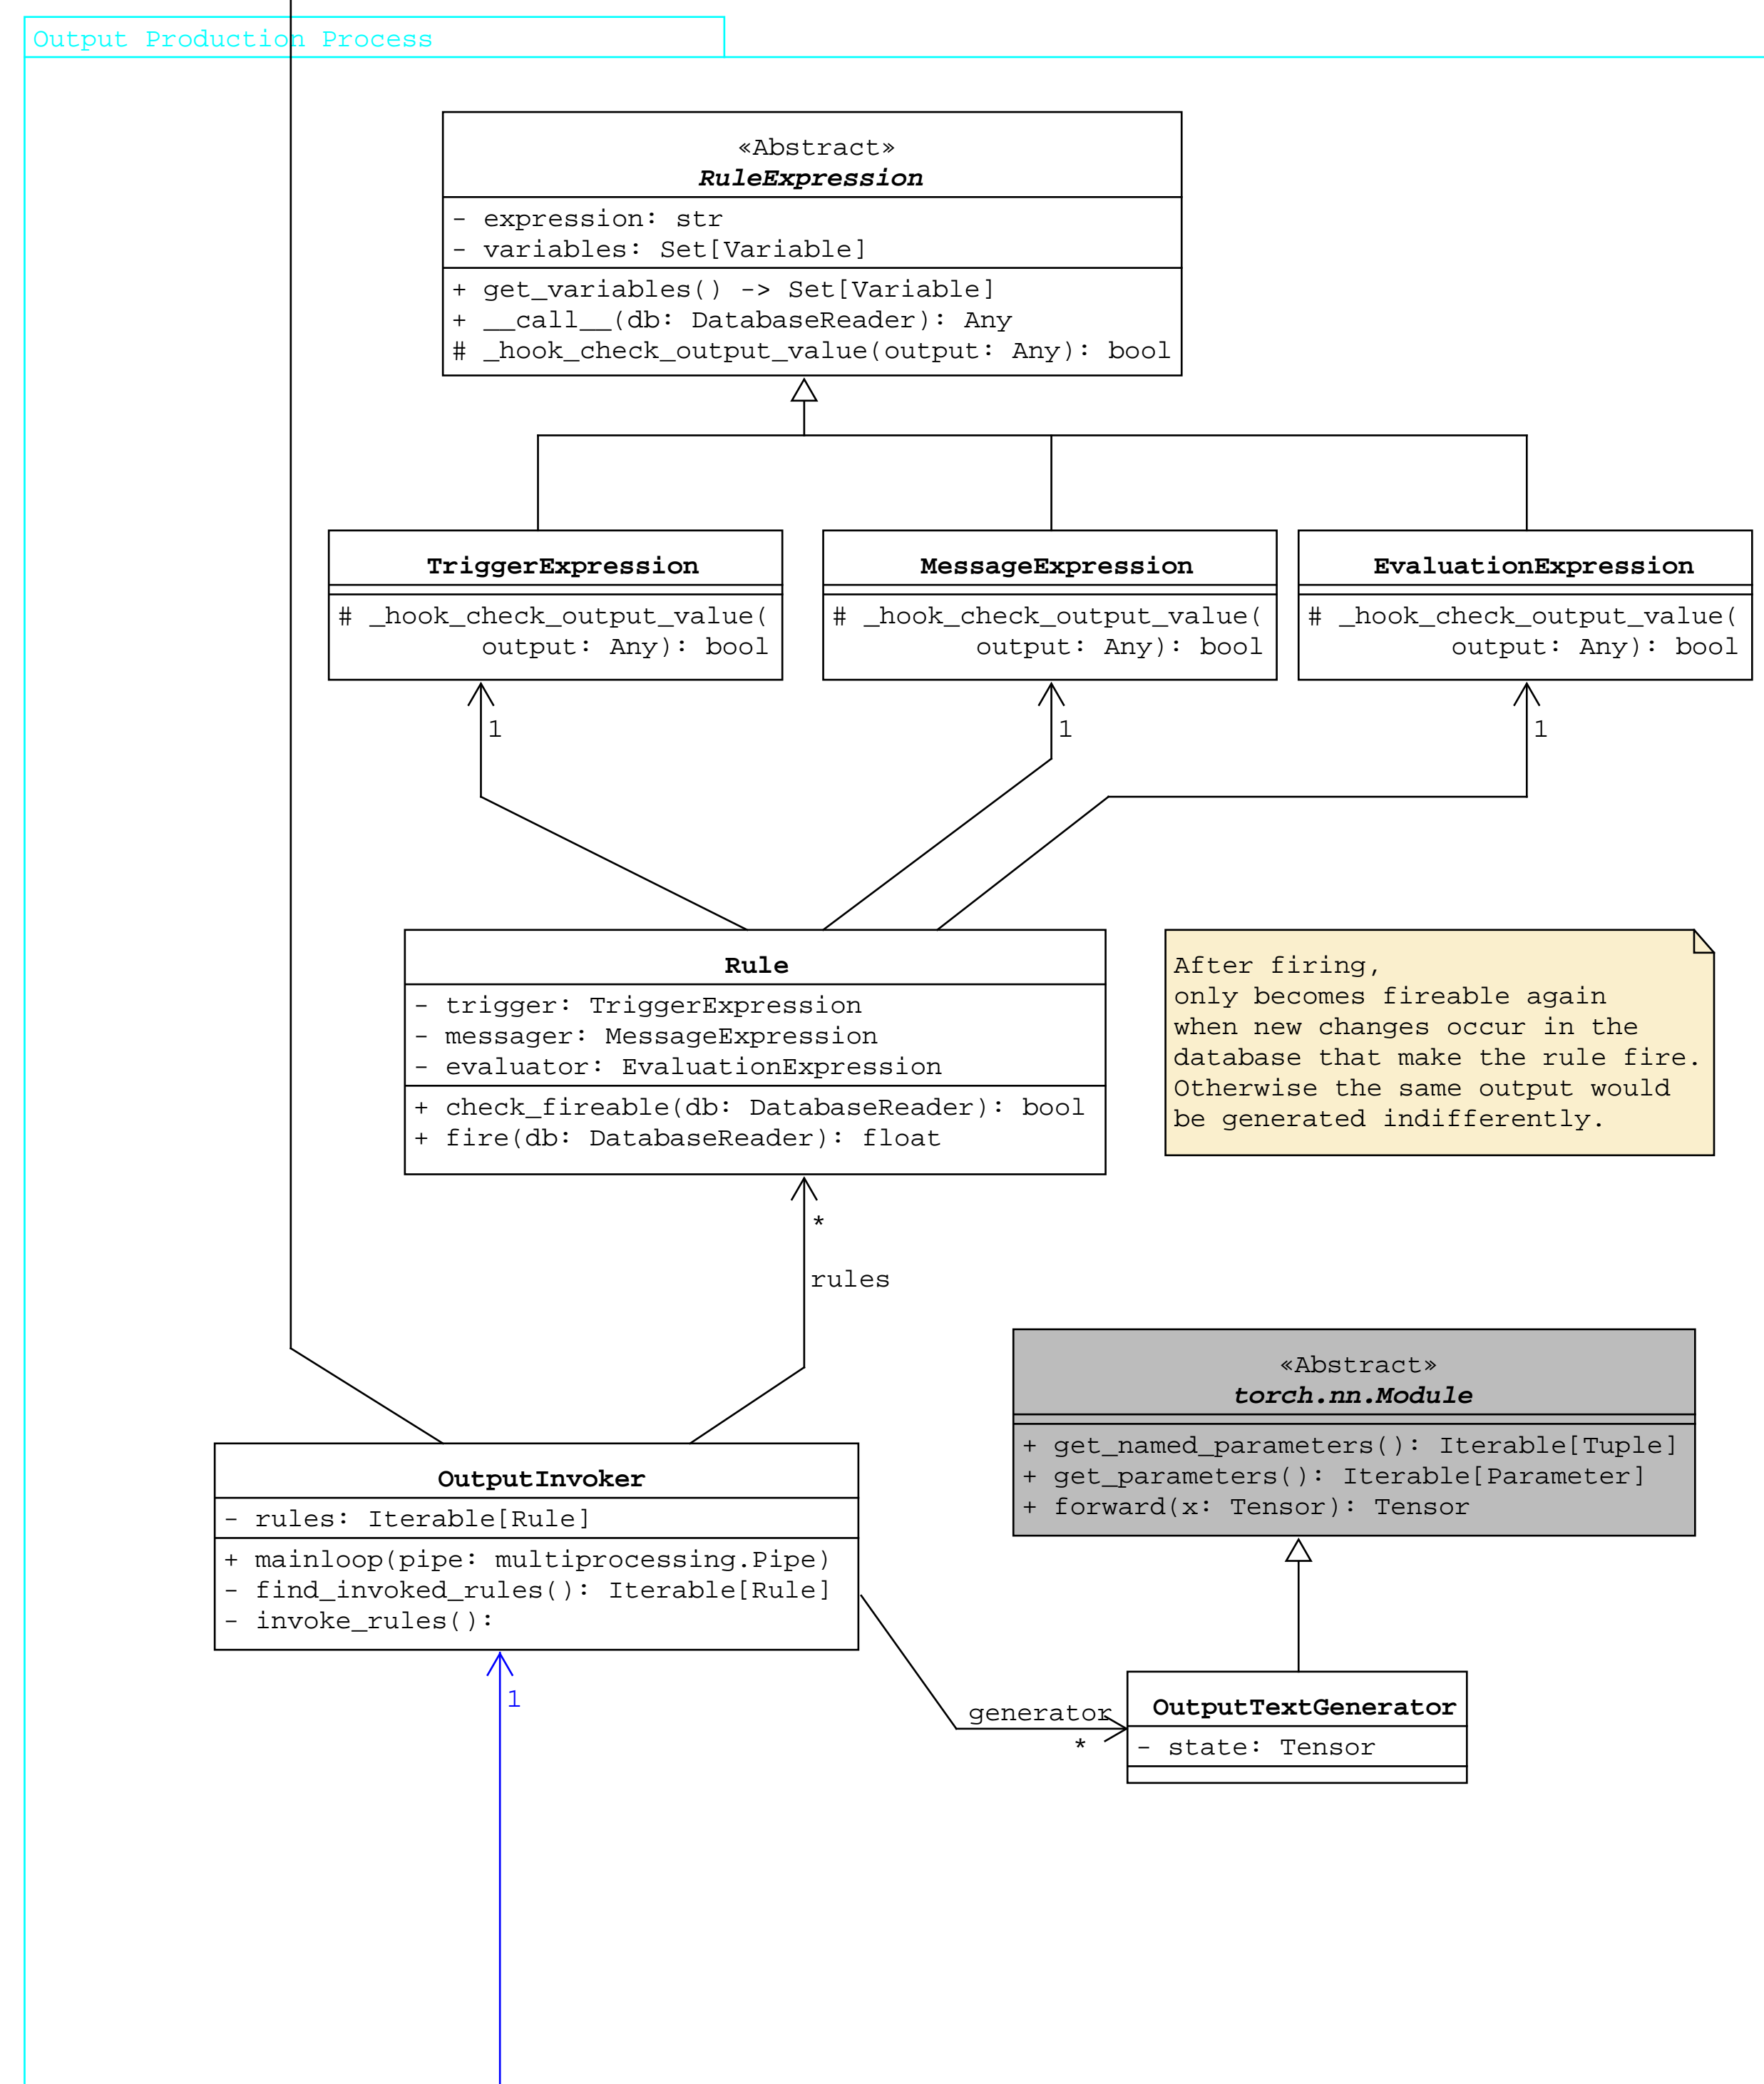 Output Production Process
«Abstract»
RuleExpression
- expression: str
- variables: Set[Variable]
+ get_variables() -> Set[Variable]
+ __call__(db: DatabaseReader): Any
# _hook_check_output_value(output: Any): bool
TriggerExpression
# _hook_check_output_value(
output: Any): bool
MessageExpression
# _hook_check_output_value(
output: Any): bool
EvaluationExpression
# _hook_check_output_value(
output: Any): bool
1
1
1
Rule
- trigger: TriggerExpression
- messager: MessageExpression
- evaluator: EvaluationExpression
+ check_fireable(db: DatabaseReader): bool
+ fire(db: DatabaseReader): float
After firing,
only becomes fireable again
when new changes occur in the
database that make the rule fire.
Otherwise the same output would
be generated indifferently.
*
rules
«Abstract»
torch.nn.Module
+ get_named_parameters(): Iterable[Tuple]
+ get_parameters(): Iterable[Parameter]
+ forward(x: Tensor): Tensor
OutputInvoker
- rules: Iterable[Rule]
+ mainloop(pipe: multiprocessing.Pipe)
- find_invoked_rules(): Iterable[Rule]
- invoke_rules():
1
generator
*
OutputTextGenerator
- state: Tensor